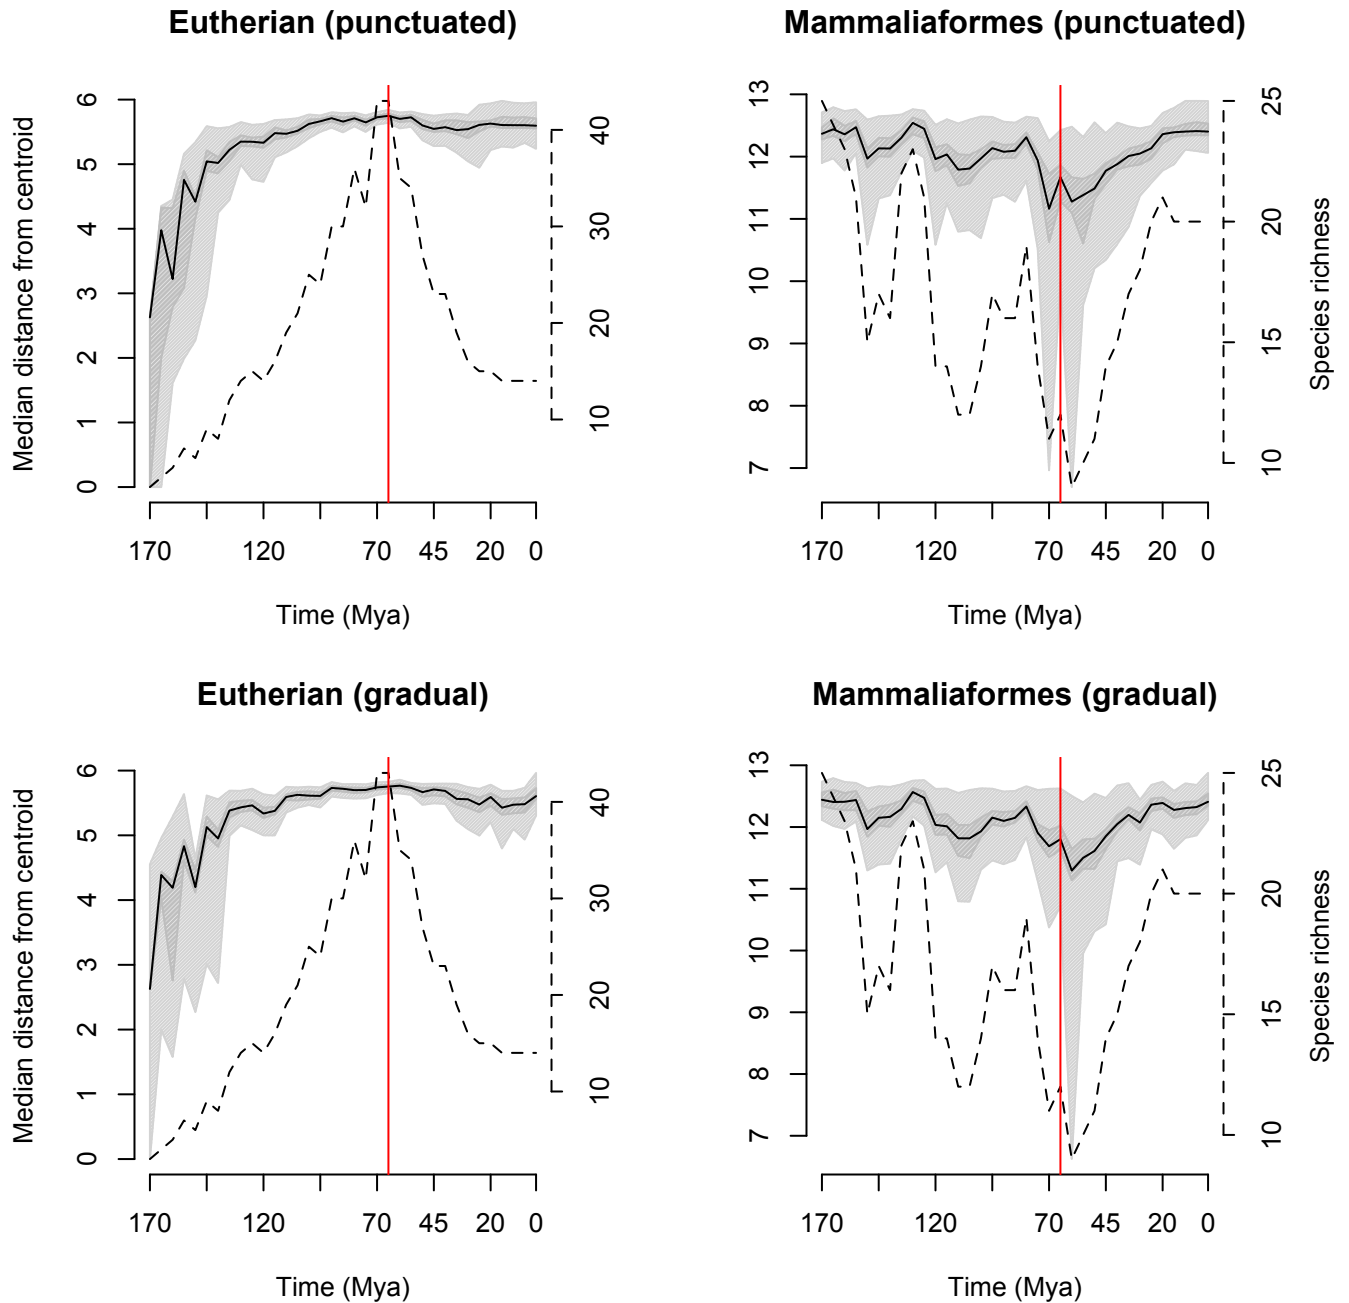 Eutherian (punctuated)
Mammaliaformes (punctuated)
Median distance from centroid
0 1 2 3 4 5 6
10 20 30 40
170 120 70 45 20 0
Time (Mya)
7 8 9 10 11 12 13
10 15 20 25
Species richness
170 120 70 45 20 0
Time (Mya)
Eutherian (gradual)
Mammaliaformes (gradual)
Median distance from centroid
0 1 2 3 4 5 6
10 20 30 40
170 120 70 45 20 0
Time (Mya)
7 8 9 10 11 12 13
10 15 20 25
Species richness
170 120 70 45 20 0
Time (Mya)